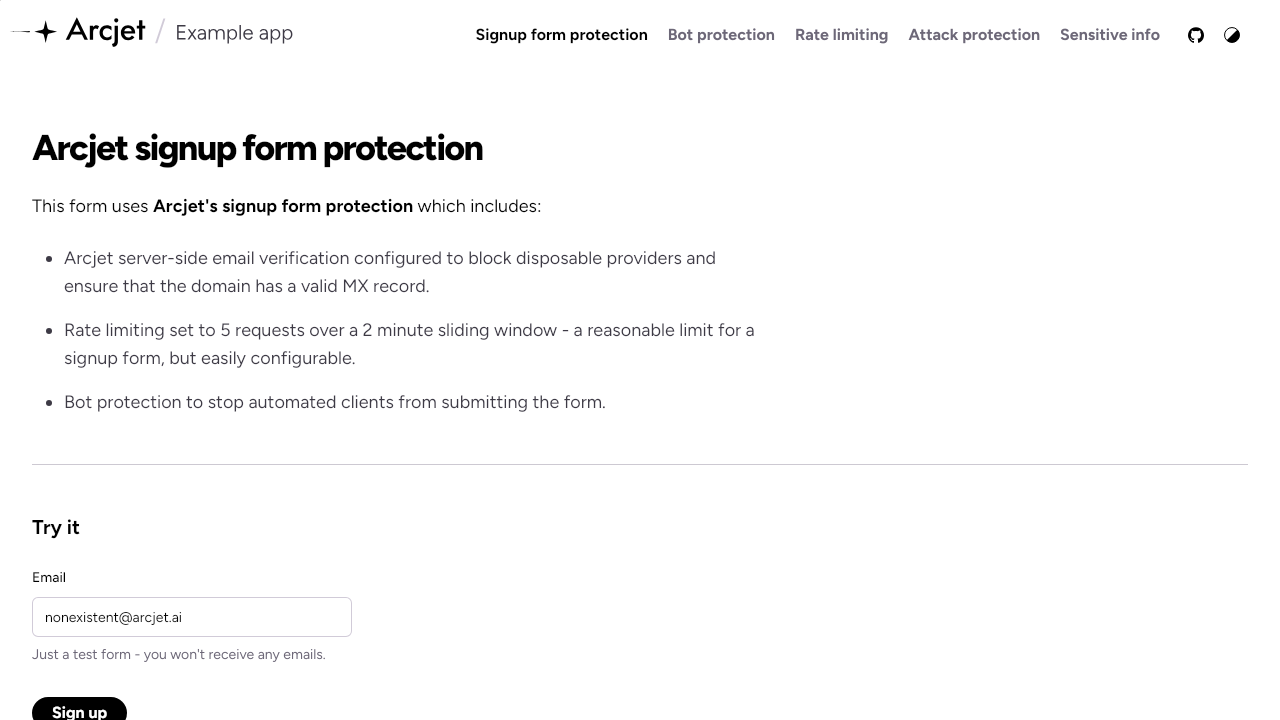 Arcjet / Example app
Signup form protection Bot protection Rate limiting Attack protection Sensitive info
Arcjet signup form protection
This form uses Arcjet's signup form protection which includes:
• Arcjet server-side email verification configured to block disposable providers and
ensure that the domain has a valid MX record.
• Rate limiting set to 5 requests over a 2 minute sliding window - a reasonable limit for a
signup form, but easily configurable.
• Bot protection to stop automated clients from submitting the form.
Try it
Email
nonexistent@arcjet.ai
Just a test form - you won't receive any emails.
Sign up